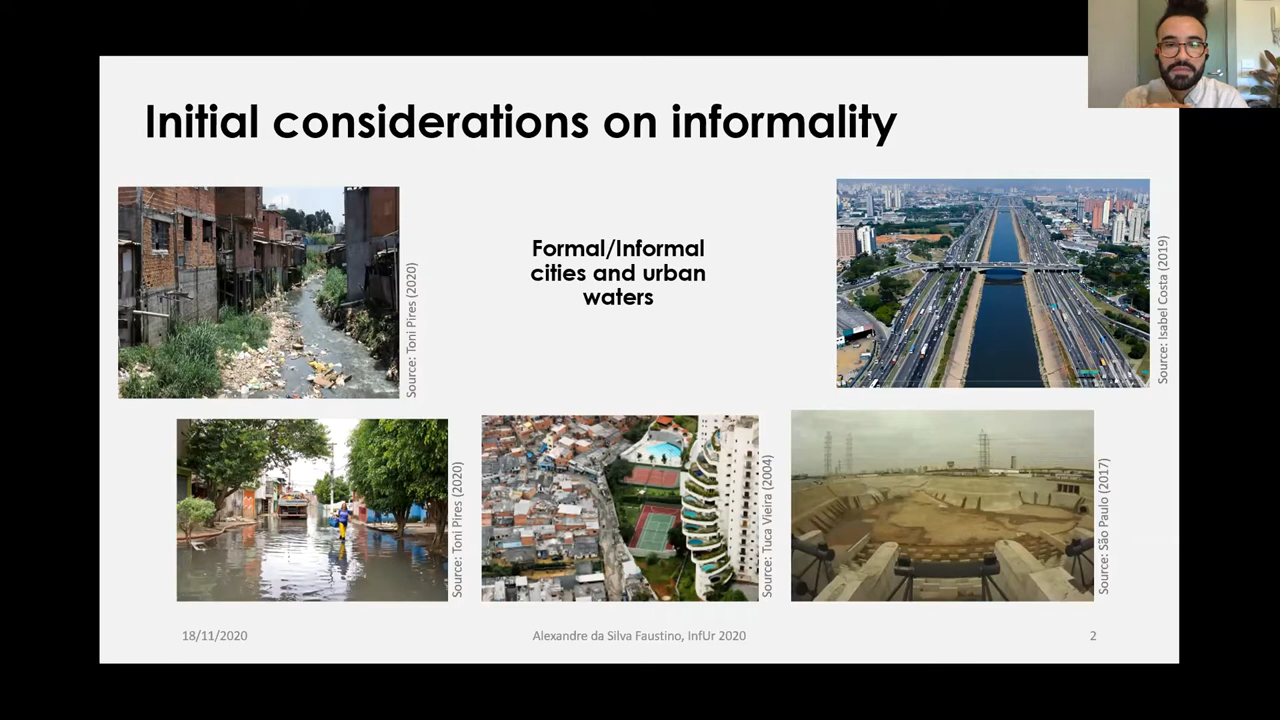 Initial considerations on informality
Formal/Informal
cities and urban
waters
Source: Toni Pires (2020)
Source: Isabel Costa (2019)
Source: Toni Pires (2020)
Source: Tuca Vieira (2004)
Source: São Paulo (2017)
18/11/2020
Alexandre da Silva Faustino, InfUr 2020
2